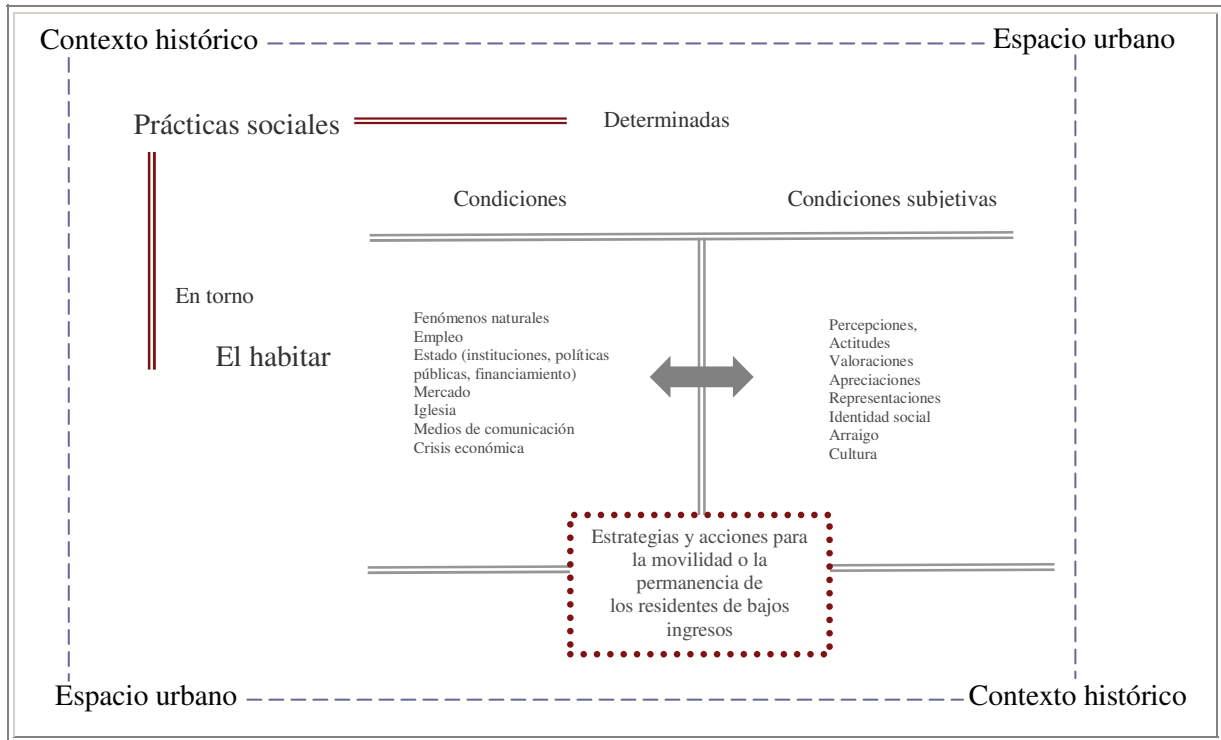 Contexto histórico
Espacio urbano
Prácticas sociales
Determinadas
Condiciones
Condiciones subjetivas
En torno
El habitar
Fenómenos naturales
Empleo
Estado (instituciones, políticas
públicas, financiamiento)
Mercado
Iglesia
Medios de comunicación
Crisis económica
Percepciones,
Actitudes
Valoraciones
Apreciaciones
Representaciones
Identidad social
Arraigo
Cultura
Estrategias y acciones para
la movilidad o la
permanencia de
los residentes de bajos
ingresos
Espacio urbano
Contexto histórico